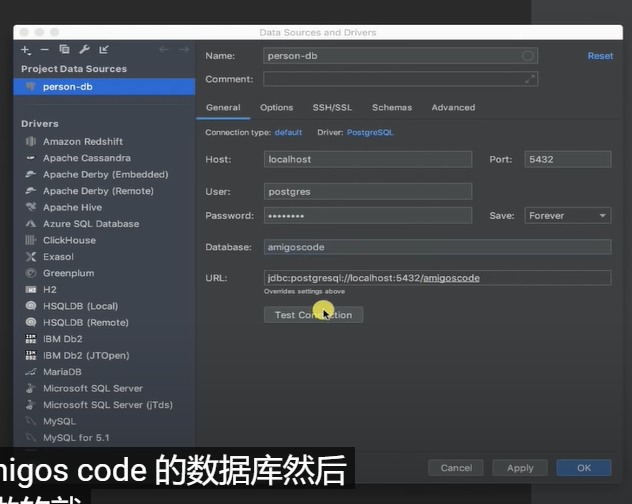 Data Sources and Drivers
Project Data Sources
person-db
Drivers
Amazon Redshift
Apache Cassandra
Apache Derby (Embedded)
Apache Derby (Remote)
Apache Hive
Azure SQL Database
ClickHouse
Exasol
Greenplum
H2
HSQLDB (Local)
HSQLDB (Remote)
IBM Db2
IBM Db2 (JTOpen)
MariaDB
Microsoft SQL Server
Microsoft SQL Server (jTds)
MySQL
MySQL for 5.1
Name: person-db Reset
Comment:
General Options SSH/SSL Schemas Advanced
Connection type: default Driver: PostgreSQL
Host: localhost Port: 5432
User: postgres
Password: •••••••• Save: Forever
Database: amigoscode
URL: jdbc:postgresql://localhost:5432/amigoscode
Overrides settings above
Test Connection
Cancel Apply OK
migos code 的数据库然后